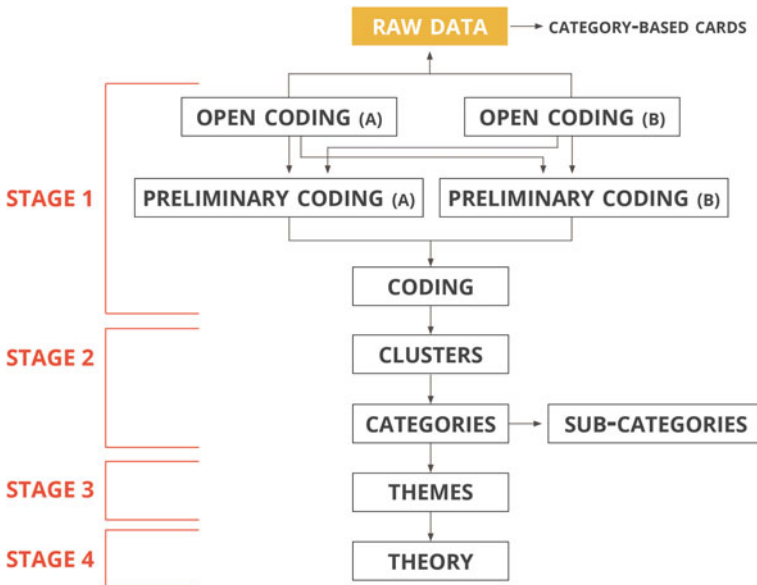 RAW DATA
CATEGORY-BASED CARDS
OPEN CODING (A)
OPEN CODING (B)
STAGE 1
PRELIMINARY CODING (A)
PRELIMINARY CODING (B)
CODING
STAGE 2
CLUSTERS
CATEGORIES
SUB-CATEGORIES
STAGE 3
THEMES
STAGE 4
THEORY